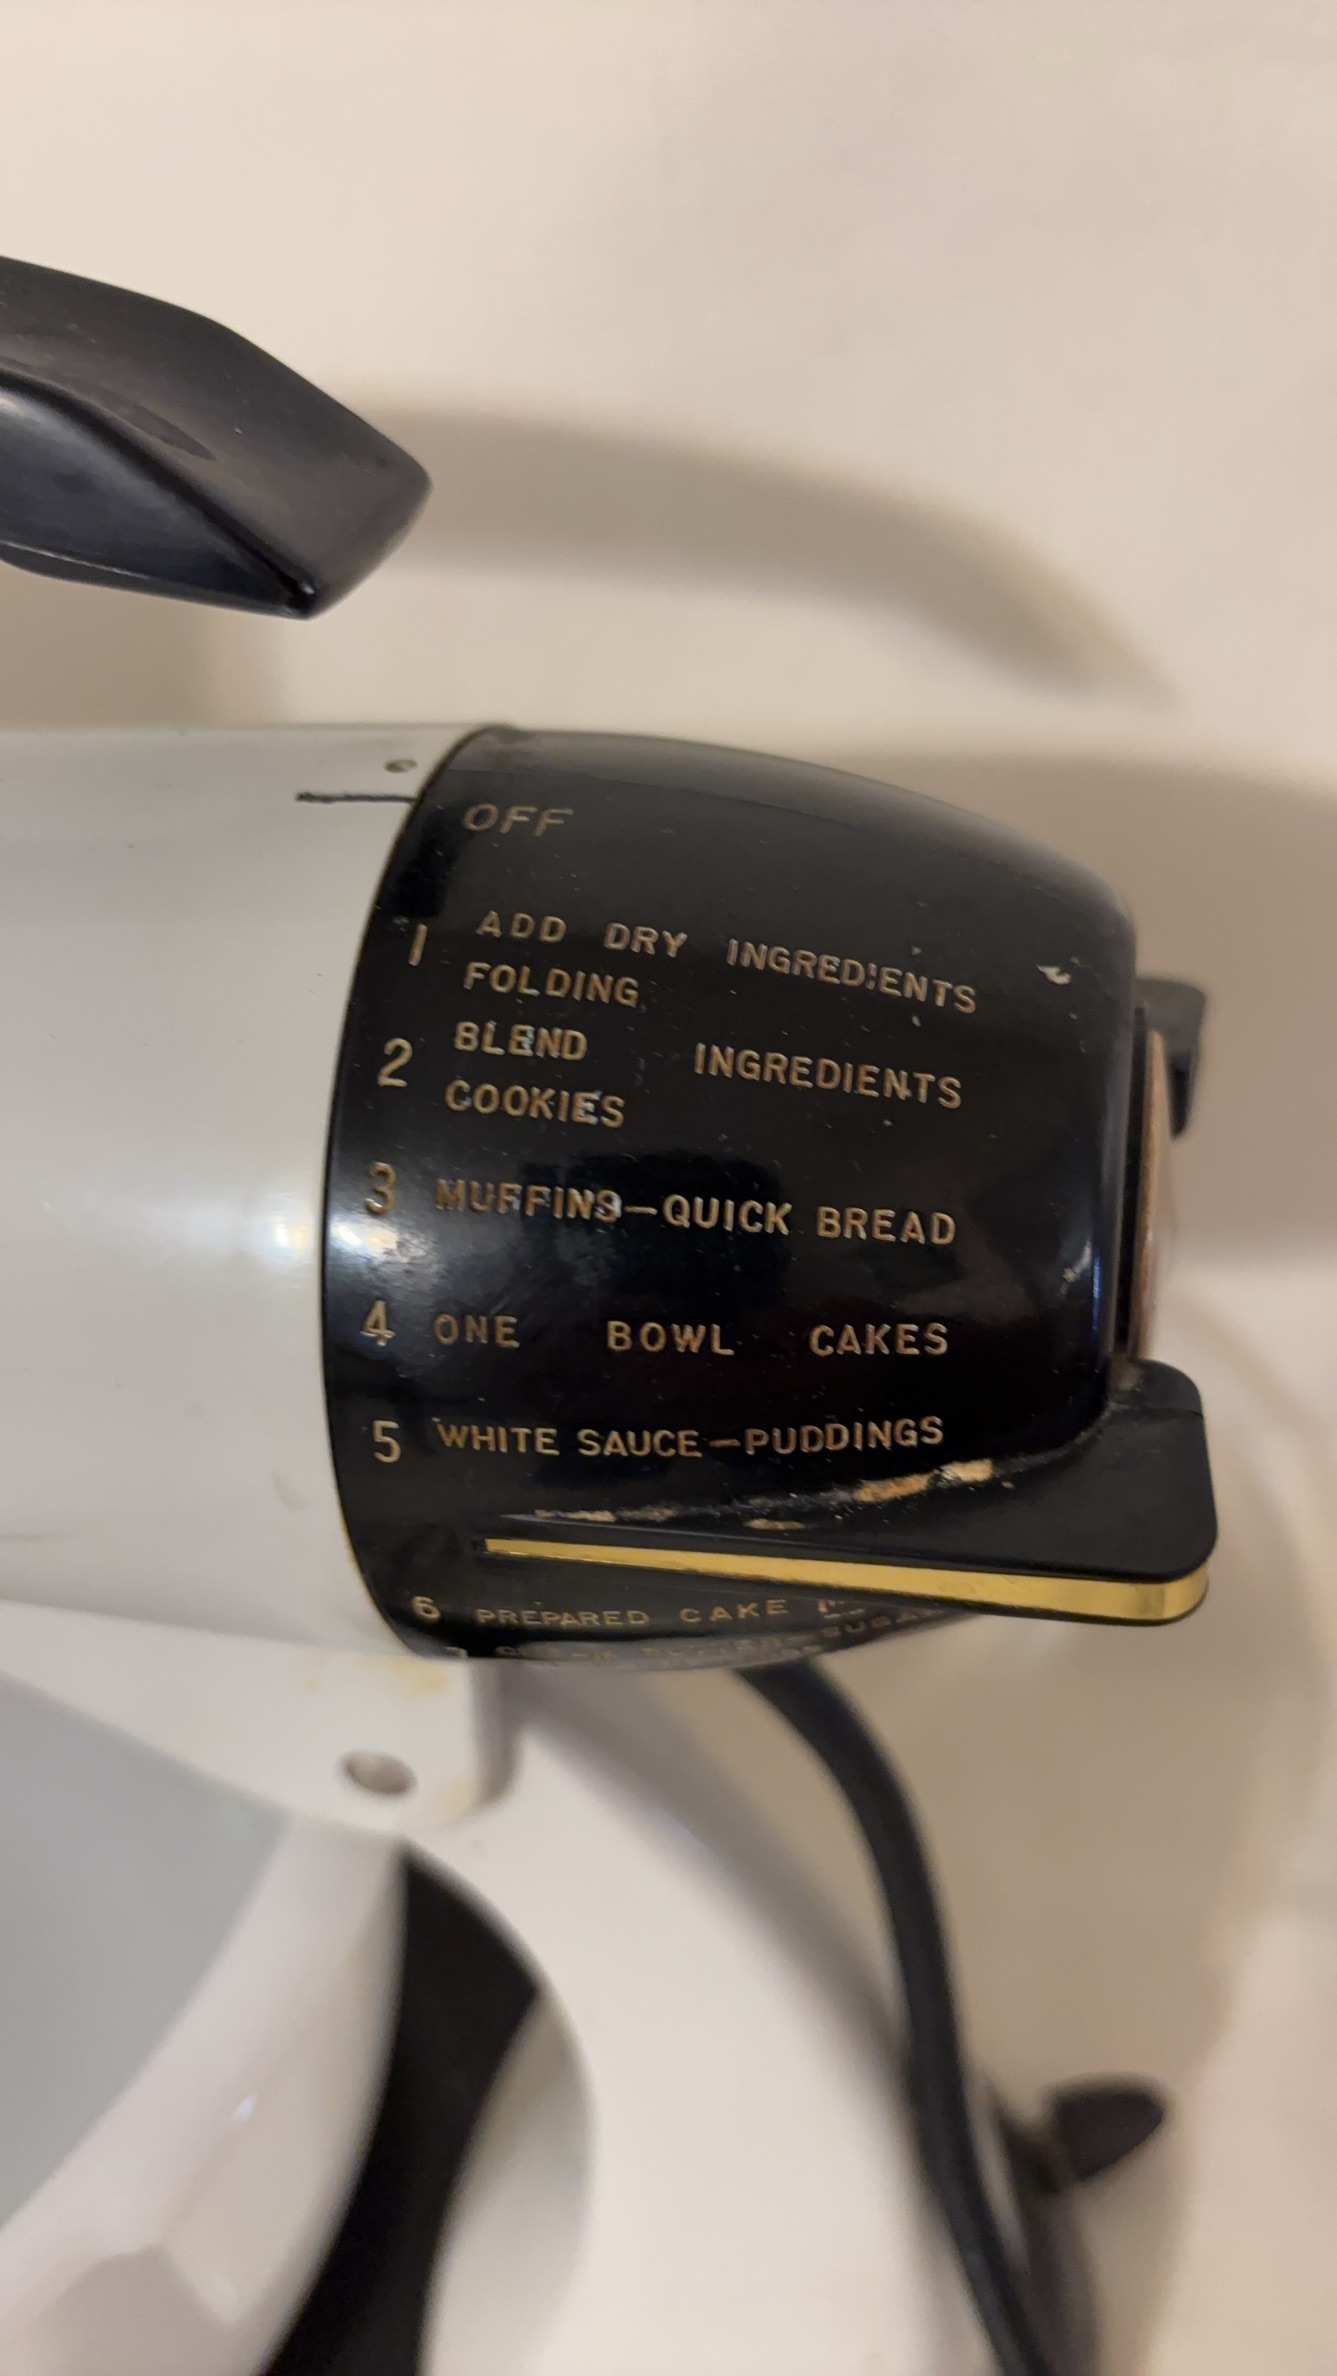 OFF
1 ADD DRY INGREDIENTS
FOLDING
2 BLEND INGREDIENTS
COOKIES
3 MUFFINS—QUICK BREAD
4 ONE BOWL CAKES
5 WHITE SAUCE—PUDDINGS
6 PREPARED CAKE
7